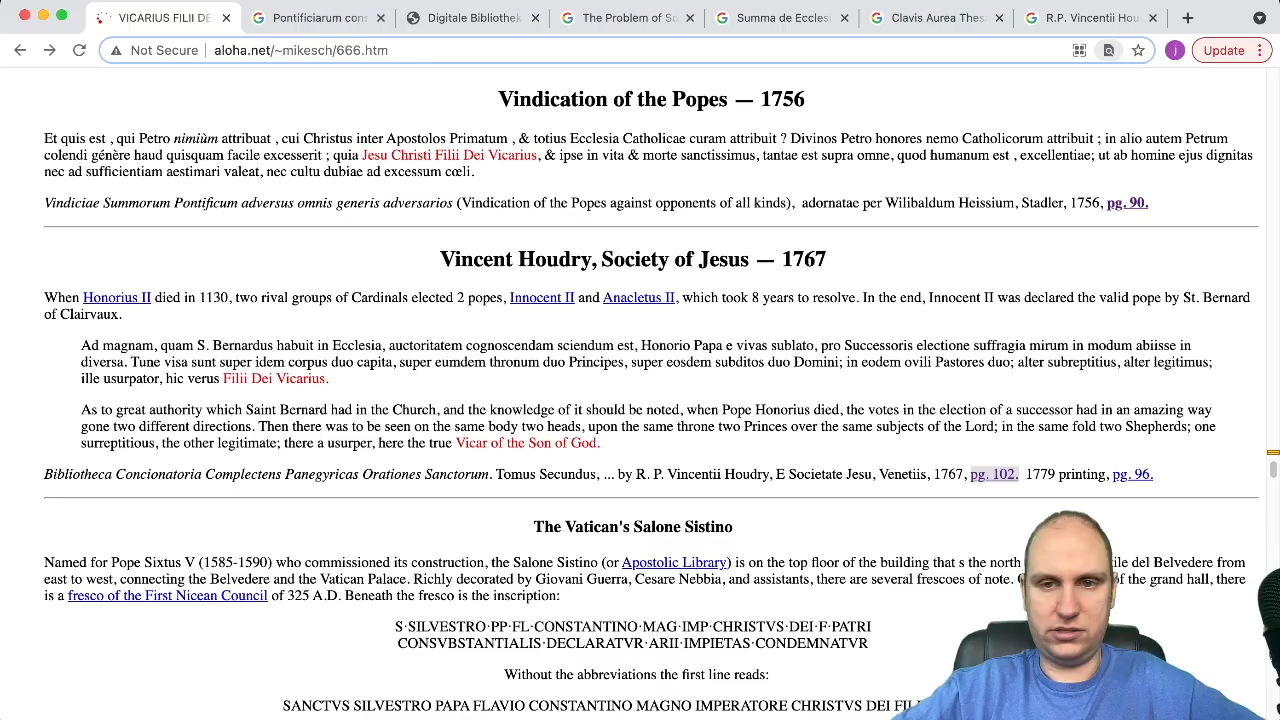 VICARIUS FILII DEI
Pontificiarum cons
Digitale Bibliothek
The Problem of So
Summa de Ecclesi
Clavis Aurea Thes
R.P. Vincentii Hou
Not Secure
aloha.net/~mikesch/666.htm
j
Update
Vindication of the Popes — 1756
Et quis est , qui Petro nimiùm attribuat , cui Christus inter Apostolos Primatum , & totius Ecclesia Catholicae curam attribuit ? Divinos Petro honores nemo Catholicorum attribuit ; in alio autem Petrum
colendi génère haud quisquam facile excesserit ; quia Jesu Christi Filii Dei Vicarius, & ipse in vita & morte sanctissimus, tantae est supra omne, quod humanum est , excellentiae; ut ab homine ejus dignitas
nec ad sufficientiam aestimari valeat, nec cultu dubiae ad excessum cœli.
Vindiciae Summorum Pontificum adversus omnis generis adversarios (Vindication of the Popes against opponents of all kinds), adornatae per Wilibaldum Heissium, Stadler, 1756, pg. 90.
Vincent Houdry, Society of Jesus — 1767
When Honorius II died in 1130, two rival groups of Cardinals elected 2 popes, Innocent II and Anacletus II, which took 8 years to resolve. In the end, Innocent II was declared the valid pope by St. Bernard
of Clairvaux.
Ad magnam, quam S. Bernardus habuit in Ecclesia, auctoritatem cognoscendam sciendum est, Honorio Papa e vivas sublato, pro Successoris electione suffragia mirum in modum abiisse in
diversa. Tune visa sunt super idem corpus duo capita, super eumdem thronum duo Principes, super eosdem subditos duo Domini; in eodem ovili Pastores duo; alter subreptitius, alter legitimus;
ille usurpator, hic verus Filii Dei Vicarius.
As to great authority which Saint Bernard had in the Church, and the knowledge of it should be noted, when Pope Honorius died, the votes in the election of a successor had in an amazing way
gone two different directions. Then there was to be seen on the same body two heads, upon the same throne two Princes over the same subjects of the Lord; in the same fold two Shepherds; one
surreptitious, the other legitimate; there a usurper, here the true Vicar of the Son of God.
Bibliotheca Concionatoria Complectens Panegyricas Orationes Sanctorum. Tomus Secundus, ... by R. P. Vincentii Houdry, E Societate Jesu, Venetiis, 1767, pg. 102. 1779 printing, pg. 96.
The Vatican's Salone Sistino
Named for Pope Sixtus V (1585-1590) who commissioned its construction, the Salone Sistino (or Apostolic Library) is on the top floor of the building that s the north ile del Belvedere from
east to west, connecting the Belvedere and the Vatican Palace. Richly decorated by Giovani Guerra, Cesare Nebbia, and assistants, there are several frescoes of note. of the grand hall, there
is a fresco of the First Nicean Council of 325 A.D. Beneath the fresco is the inscription:
S·SILVESTRO·PP·FL·CONSTANTINO·MAG·IMP·CHRISTVS·DEI·F·PATRI
CONSVBSTANTIALIS·DECLARATVR·ARII·IMPIETAS·CONDEMNATVR
Without the abbreviations the first line reads:
SANCTVS SILVESTRO PAPA FLAVIO CONSTANTINO MAGNO IMPERATORE CHRISTVS DEI FIL